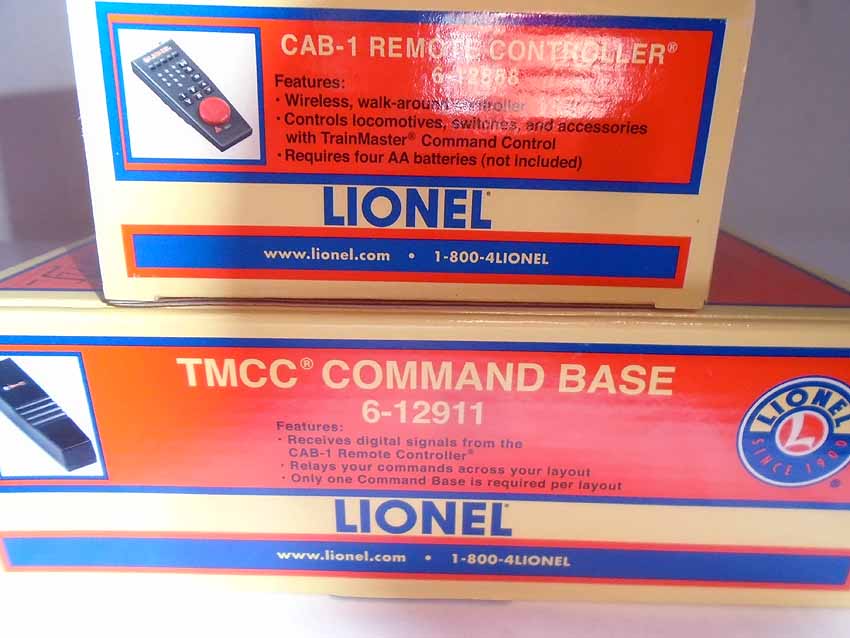 CAB-1 REMOTE CONTROLLER®
6-12868
Features:
· Wireless, walk-around controller
· Controls locomotives, switches, and accessories
with TrainMaster® Command Control
· Requires four AA batteries (not included)
LIONEL
www.lionel.com • 1-800-4LIONEL
TMCC® COMMAND BASE
6-12911
Features:
· Receives digital signals from the
CAB-1 Remote Controller®
· Relays your commands across your layout
· Only one Command Base is required per layout
LIONEL
L
SINCE 1900
®
LIONEL
www.lionel.com • 1-800-4LIONEL